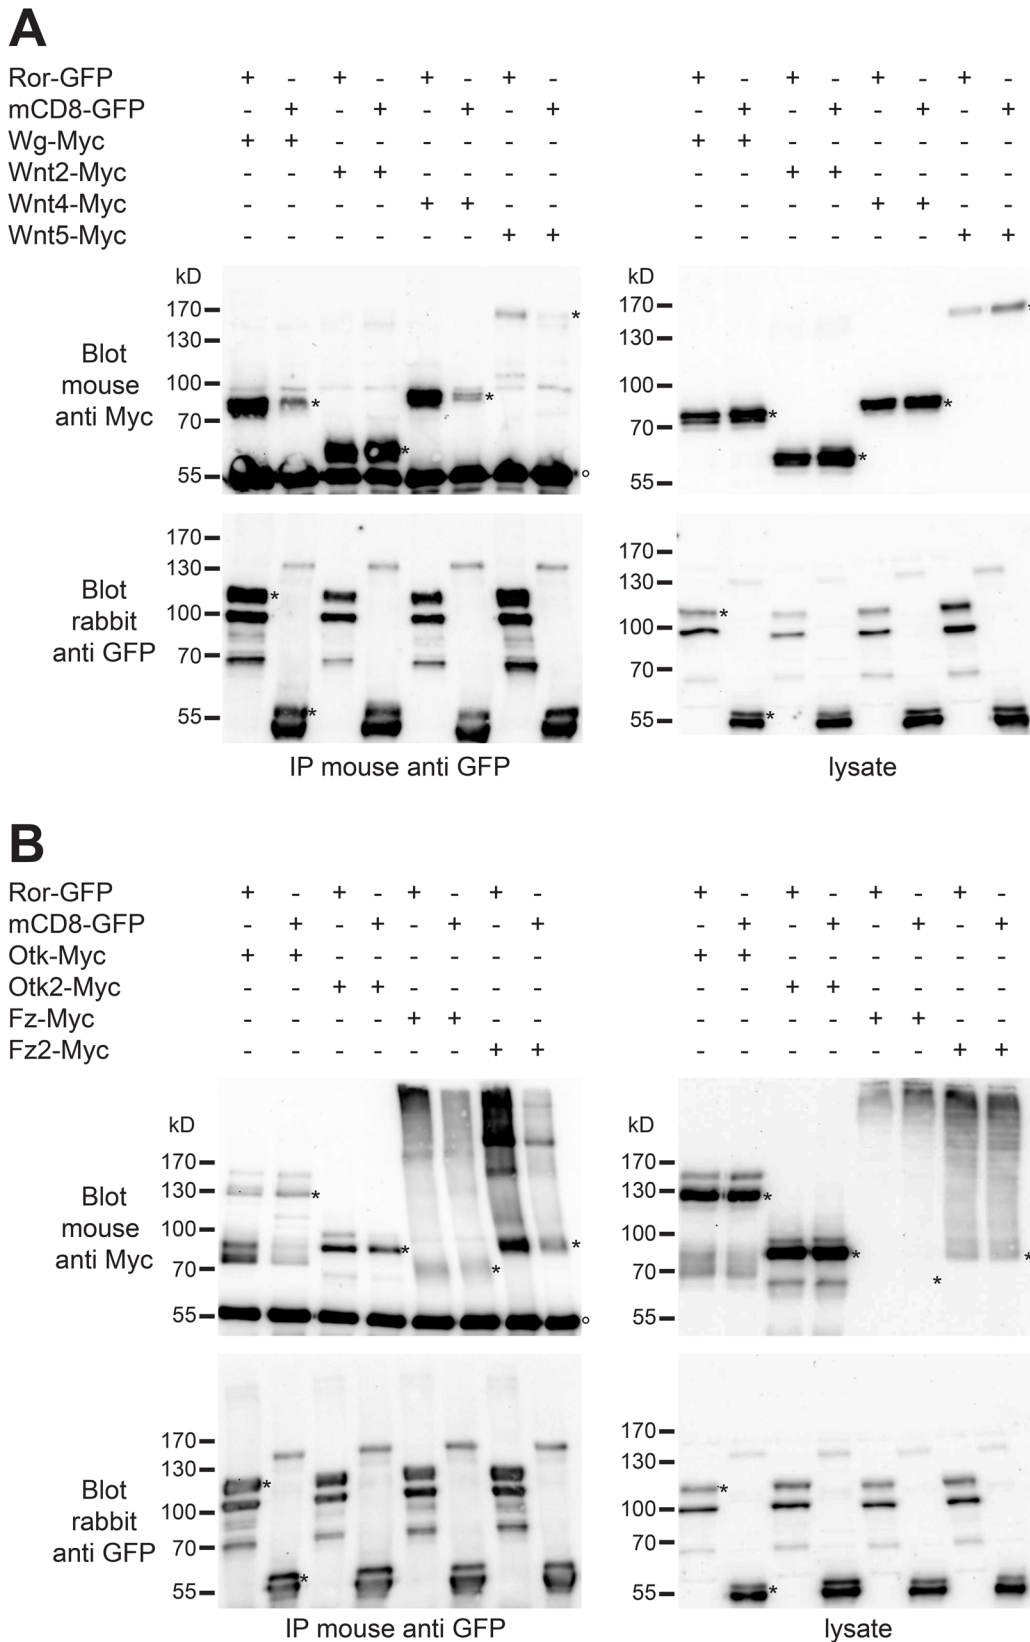 A
Ror-GFP + - + - + - + - + - + - + - + -
mCD8-GFP - + - + - + - + - + - + - + - +
Wg-Myc + + - - - - - - + + - - - - - -
Wnt2-Myc - - + + - - - - - - + + - - - -
Wnt4-Myc - - - - + + - - - - - - + + - -
Wnt5-Myc - - - - - - + + - - - - - - + +
kD kD
170 170
130 130
100 100
70 70
55 55
Blot
mouse
anti Myc
* * * * °
* * * *
170 170
130 130
100 100
70 70
55 55
Blot
rabbit
anti GFP
* *
* *
IP mouse anti GFP lysate
B
Ror-GFP + - + - + - + - + - + - + - + -
mCD8-GFP - + - + - + - + - + - + - + - +
Otk-Myc + + - - - - - - + + - - - - - -
Otk2-Myc - - + + - - - - - - + + - - - -
Fz-Myc - - - - + + - - - - - - + + - -
Fz2-Myc - - - - - - + + - - - - - - + +
kD kD
170 170
130 130
100 100
70 70
55 55
Blot
mouse
anti Myc
* * * * °
* * * *
170 170
130 130
100 100
70 70
55 55
Blot
rabbit
anti GFP
* *
* *
IP mouse anti GFP lysate